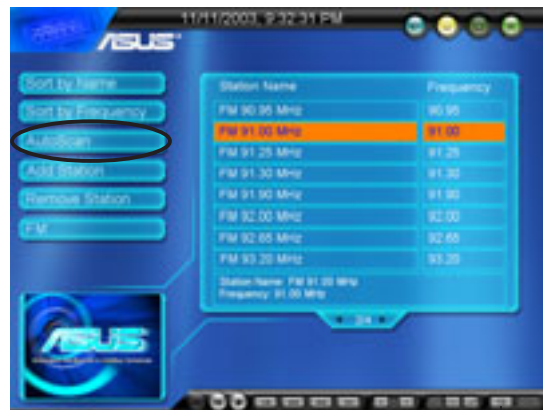 11/11/2003, 9:32:31 PM
ASUS
Sort by Name
Sort by Frequency
AutoScan
Add Station
Remove Station
FM
Station Name Frequency
FM 90.95 MHz 90.95
FM 91.00 MHz 91.00
FM 91.25 MHz 91.25
FM 91.30 MHz 91.30
FM 91.90 MHz 91.90
FM 92.00 MHz 92.00
FM 92.65 MHz 92.65
FM 93.20 MHz 93.20
Station Name: FM 91.00 MHz
Frequency: 91.00 MHz
2/4
ASUS